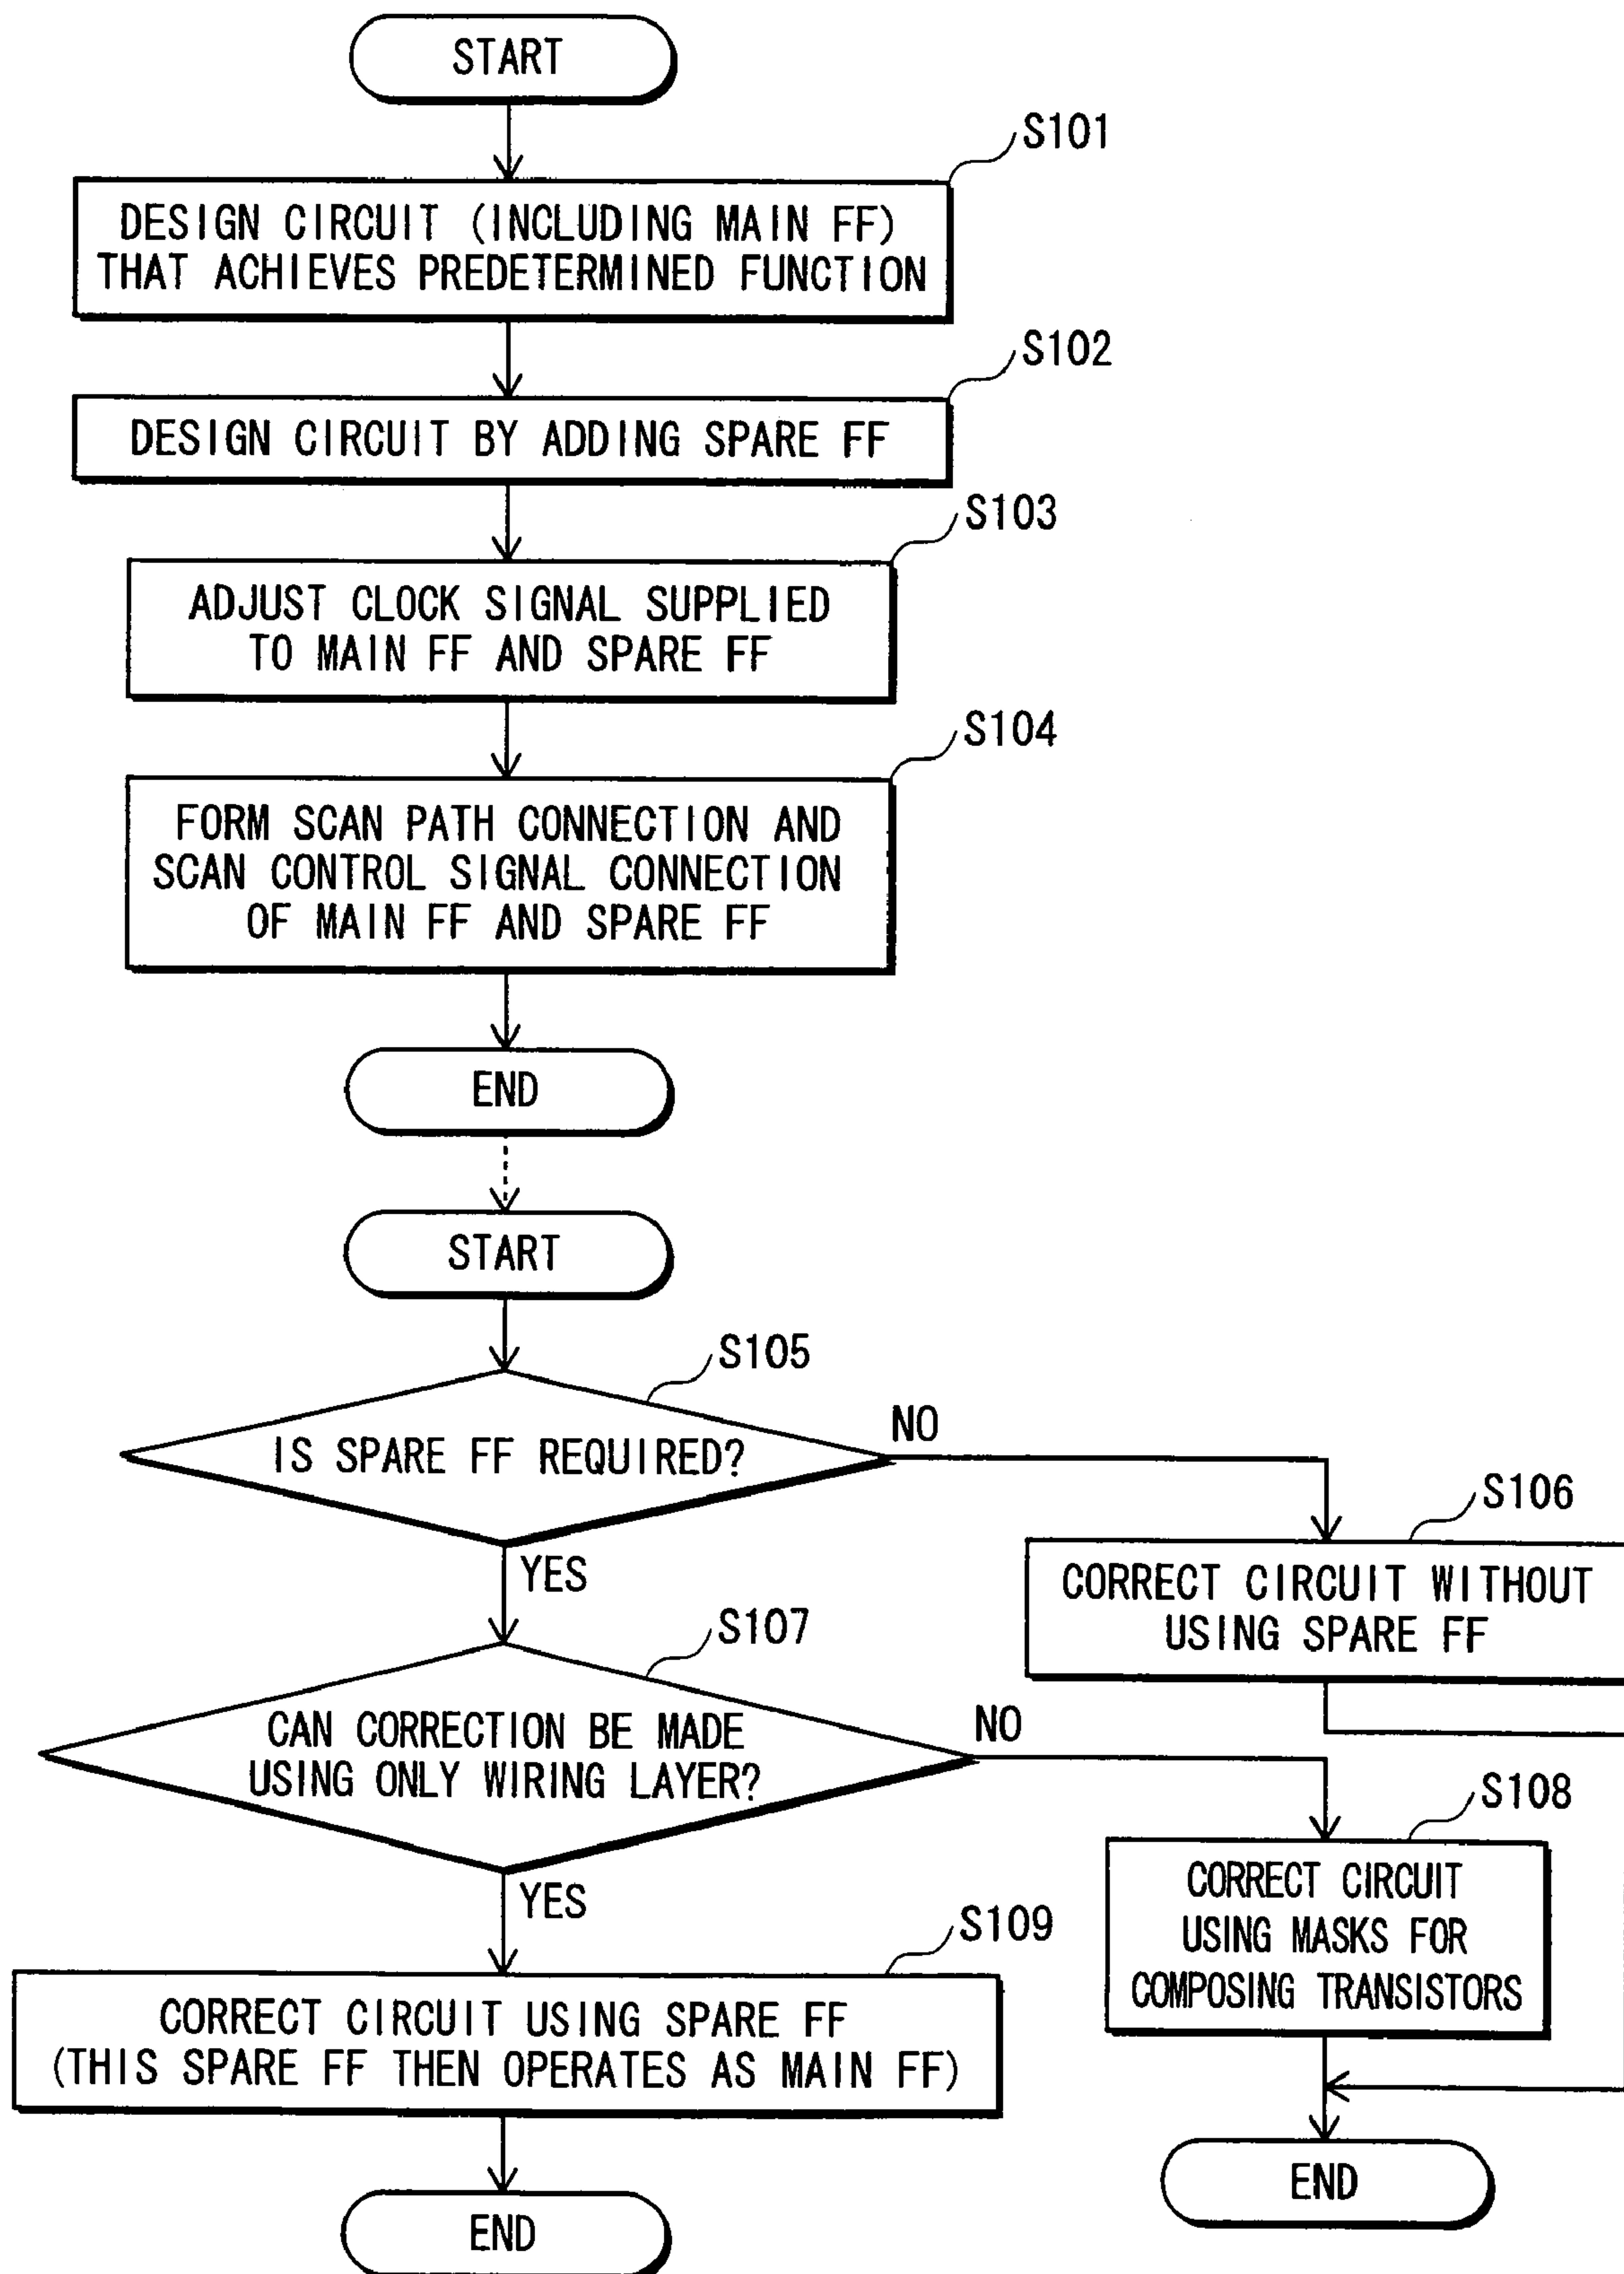 START
S101
DESIGN CIRCUIT (INCLUDING MAIN FF)
THAT ACHIEVES PREDETERMINED FUNCTION
S102
DESIGN CIRCUIT BY ADDING SPARE FF
S103
ADJUST CLOCK SIGNAL SUPPLIED
TO MAIN FF AND SPARE FF
S104
FORM SCAN PATH CONNECTION AND
SCAN CONTROL SIGNAL CONNECTION
OF MAIN FF AND SPARE FF
END
START
S105
IS SPARE FF REQUIRED?
NO
YES
S106
CORRECT CIRCUIT WITHOUT
USING SPARE FF
S107
CAN CORRECTION BE MADE
USING ONLY WIRING LAYER?
NO
YES
S108
CORRECT CIRCUIT
USING MASKS FOR
COMPOSING TRANSISTORS
S109
CORRECT CIRCUIT USING SPARE FF
(THIS SPARE FF THEN OPERATES AS MAIN FF)
END
END